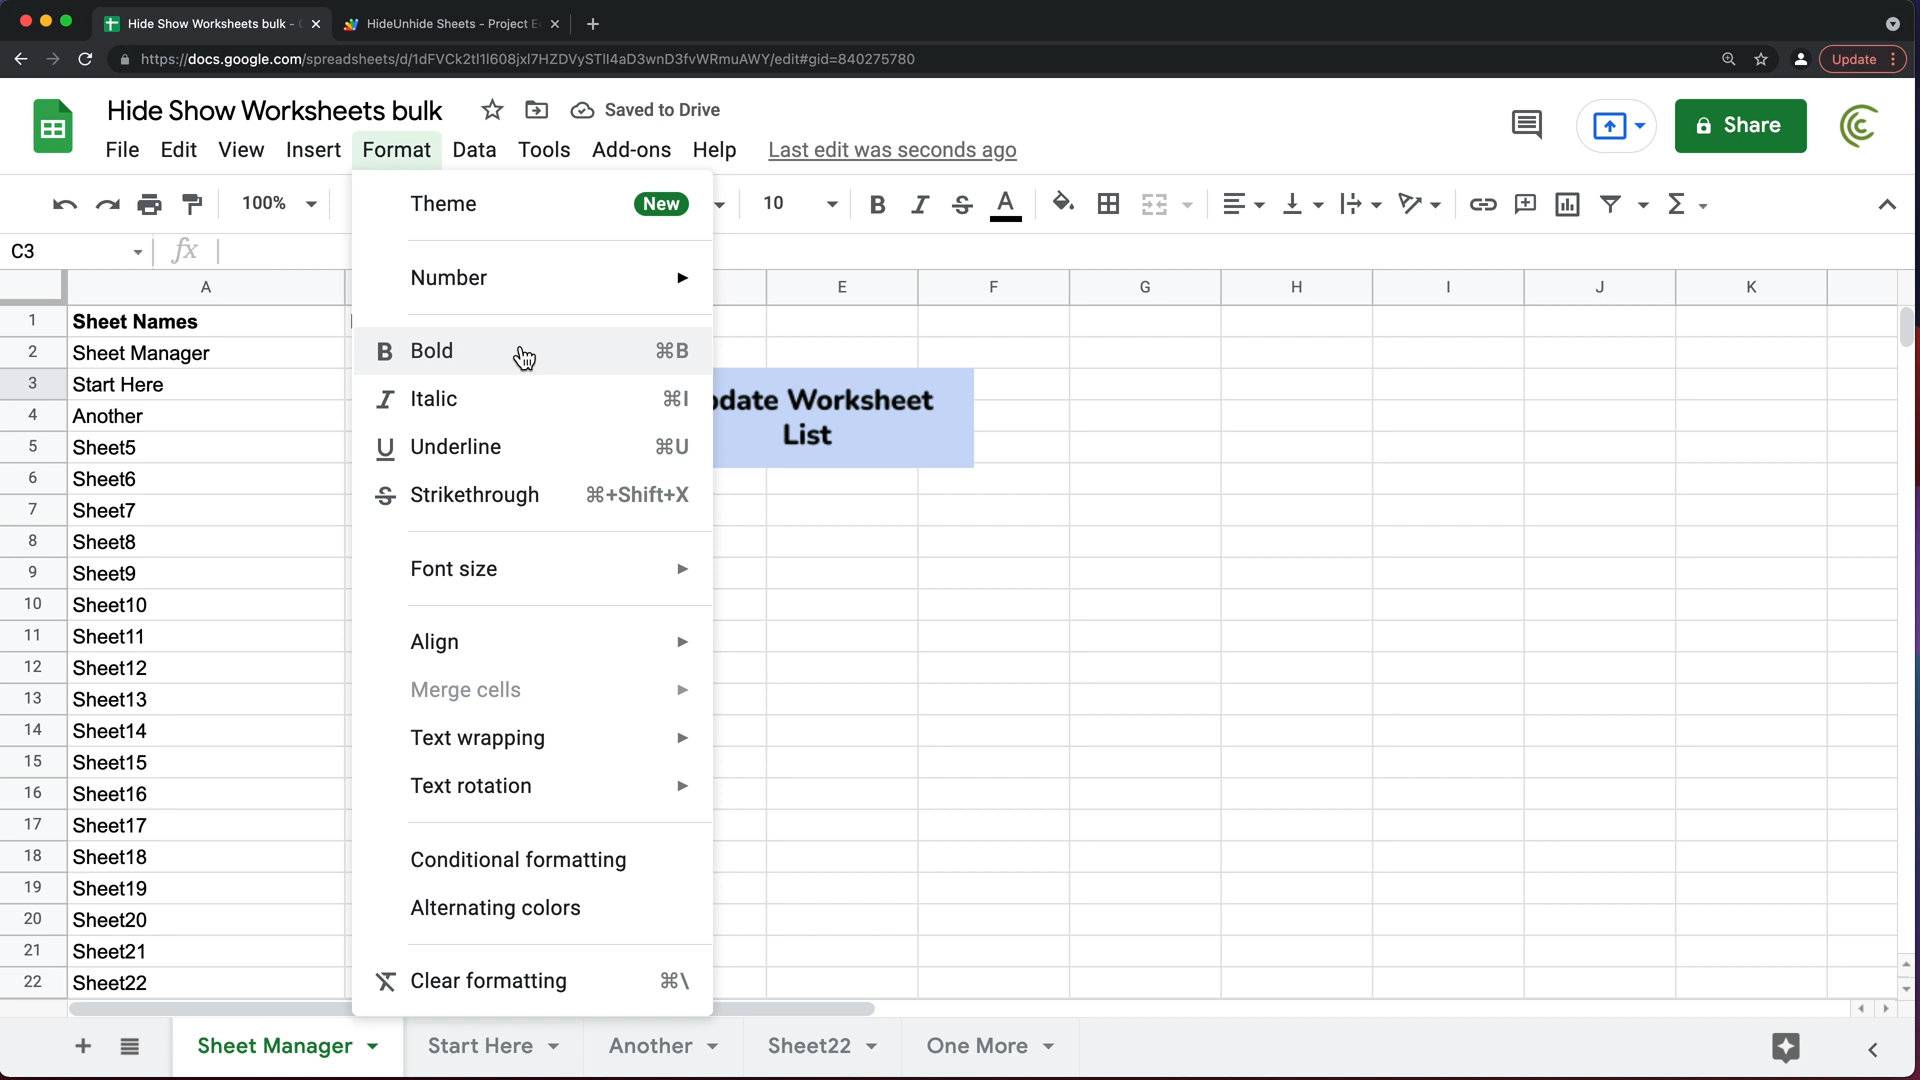 Hide Show Worksheets bulk -
HideUnhide Sheets - Project E
https://docs.google.com/spreadsheets/d/1dFVCk2tl1l608jxl7HZDVySTlI4aD3wnD3fvWRmuAWY/edit#gid=840275780
Update
Hide Show Worksheets bulk
Saved to Drive
Share
File Edit View Insert Format Data Tools Add-ons Help Last edit was seconds ago
100%
10
C3
fx
A E F G H I J K
Theme New
Number
Bold ⌘B
Italic ⌘I
Underline ⌘U
Strikethrough ⌘+Shift+X
Font size
Align
Merge cells
Text wrapping
Text rotation
Conditional formatting
Alternating colors
Clear formatting ⌘\
1 Sheet Names
2 Sheet Manager
3 Start Here
4 Another
5 Sheet5
6 Sheet6
7 Sheet7
8 Sheet8
9 Sheet9
10 Sheet10
11 Sheet11
12 Sheet12
13 Sheet13
14 Sheet14
15 Sheet15
16 Sheet16
17 Sheet17
18 Sheet18
19 Sheet19
20 Sheet20
21 Sheet21
22 Sheet22
date Worksheet
List
Sheet Manager Start Here Another Sheet22 One More